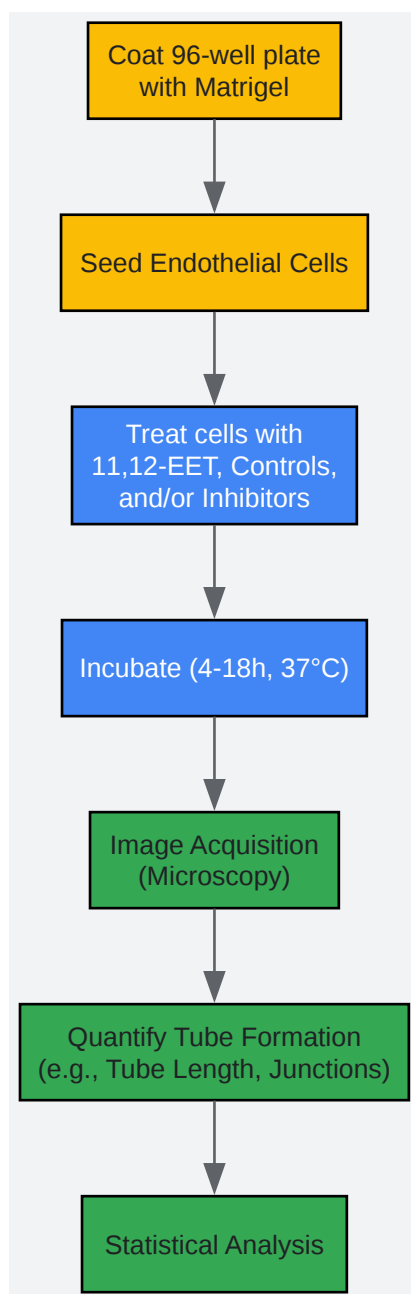 Coat 96-well plate
with Matrigel
Seed Endothelial Cells
Treat cells with
11,12-EET, Controls,
and/or Inhibitors
Incubate (4-18h, 37°C)
Image Acquisition
(Microscopy)
Quantify Tube Formation
(e.g., Tube Length, Junctions)
Statistical Analysis